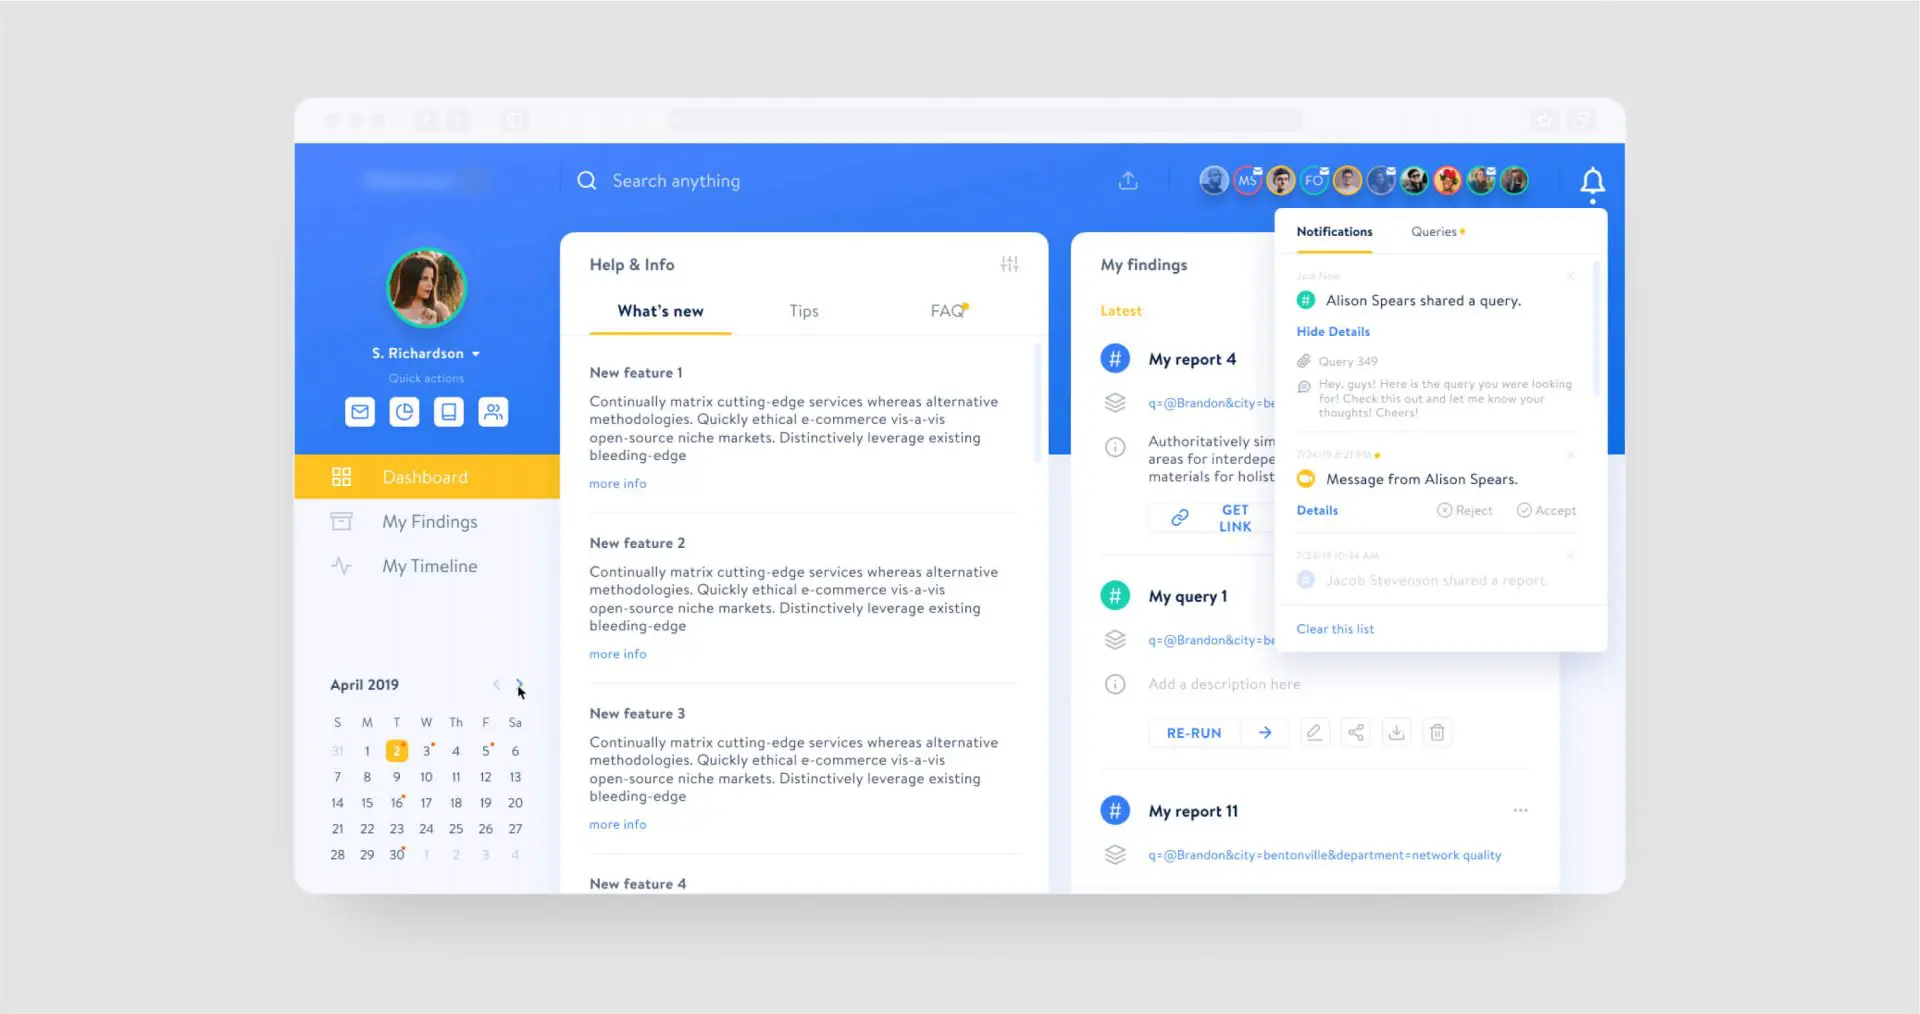 Search anything
MS
FO
S. Richardson
Quick actions
Dashboard
My Findings
My Timeline
April 2019
S M T W Th F Sa
31 1 2 3 4 5 6
7 8 9 10 11 12 13
14 15 16 17 18 19 20
21 22 23 24 25 26 27
28 29 30 1 2 3 4
Help & Info
What's new Tips FAQ
New feature 1
Continually matrix cutting-edge services whereas alternative
methodologies. Quickly ethical e-commerce vis-a-vis
open-source niche markets. Distinctively leverage existing
bleeding-edge
more info
New feature 2
Continually matrix cutting-edge services whereas alternative
methodologies. Quickly ethical e-commerce vis-a-vis
open-source niche markets. Distinctively leverage existing
bleeding-edge
more info
New feature 3
Continually matrix cutting-edge services whereas alternative
methodologies. Quickly ethical e-commerce vis-a-vis
open-source niche markets. Distinctively leverage existing
bleeding-edge
more info
New feature 4
My findings
Latest
# My report 4
q=@Brandon&city=be
Authoritatively sim
areas for interdepe
materials for holist
GET
LINK
# My query 1
q=@Brandon&city=be
Add a description here
RE-RUN
# My report 11
q=@Brandon&city=bentonville&department=network quality
Notifications Queries
Just Now
# Alison Spears shared a query.
Hide Details
Query 349
Hey, guys! Here is the query you were looking
for! Check this out and let me know your
thoughts! Cheers!
7/24/19 6:21 PM
Message from Alison Spears.
Details Reject Accept
7/23/19 10:34 AM
# Jacob Stevenson shared a report.
Clear this list